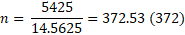 n = 5425/14.5625 = 372.53 (372)